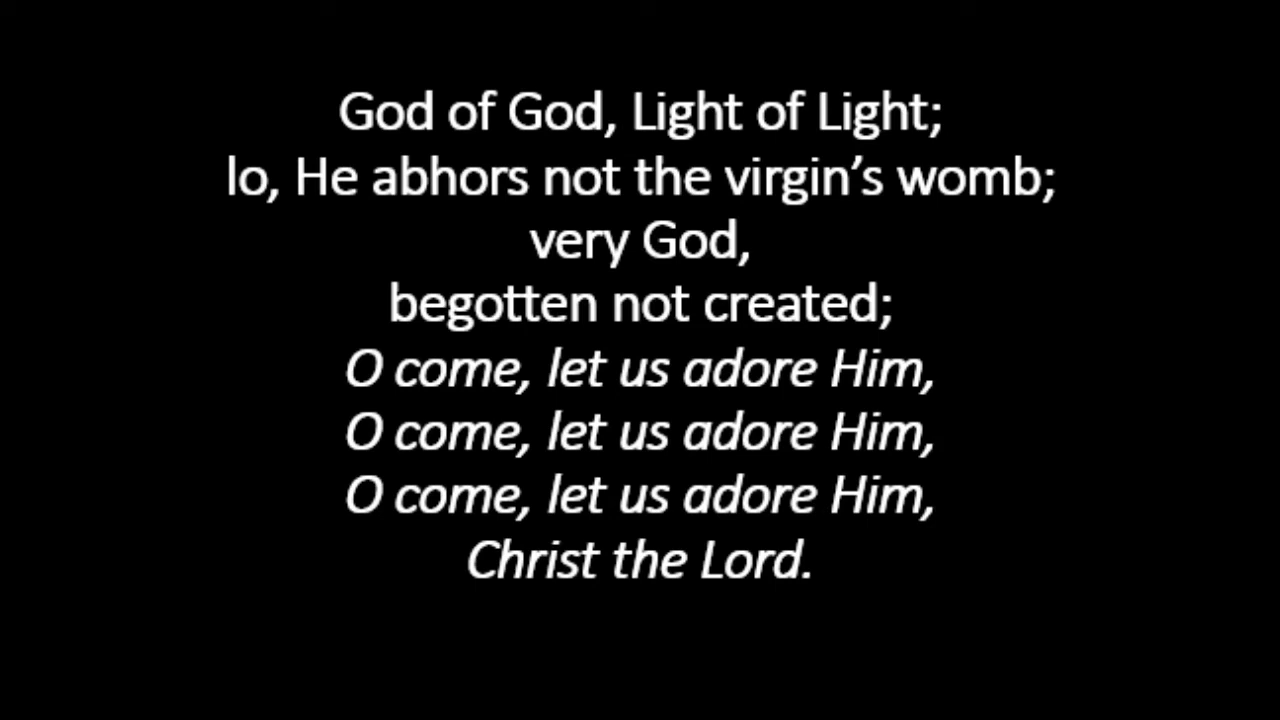 God of God, Light of Light;
lo, He abhors not the virgin’s womb;
very God,
begotten not created;
O come, let us adore Him,
O come, let us adore Him,
O come, let us adore Him,
Christ the Lord.